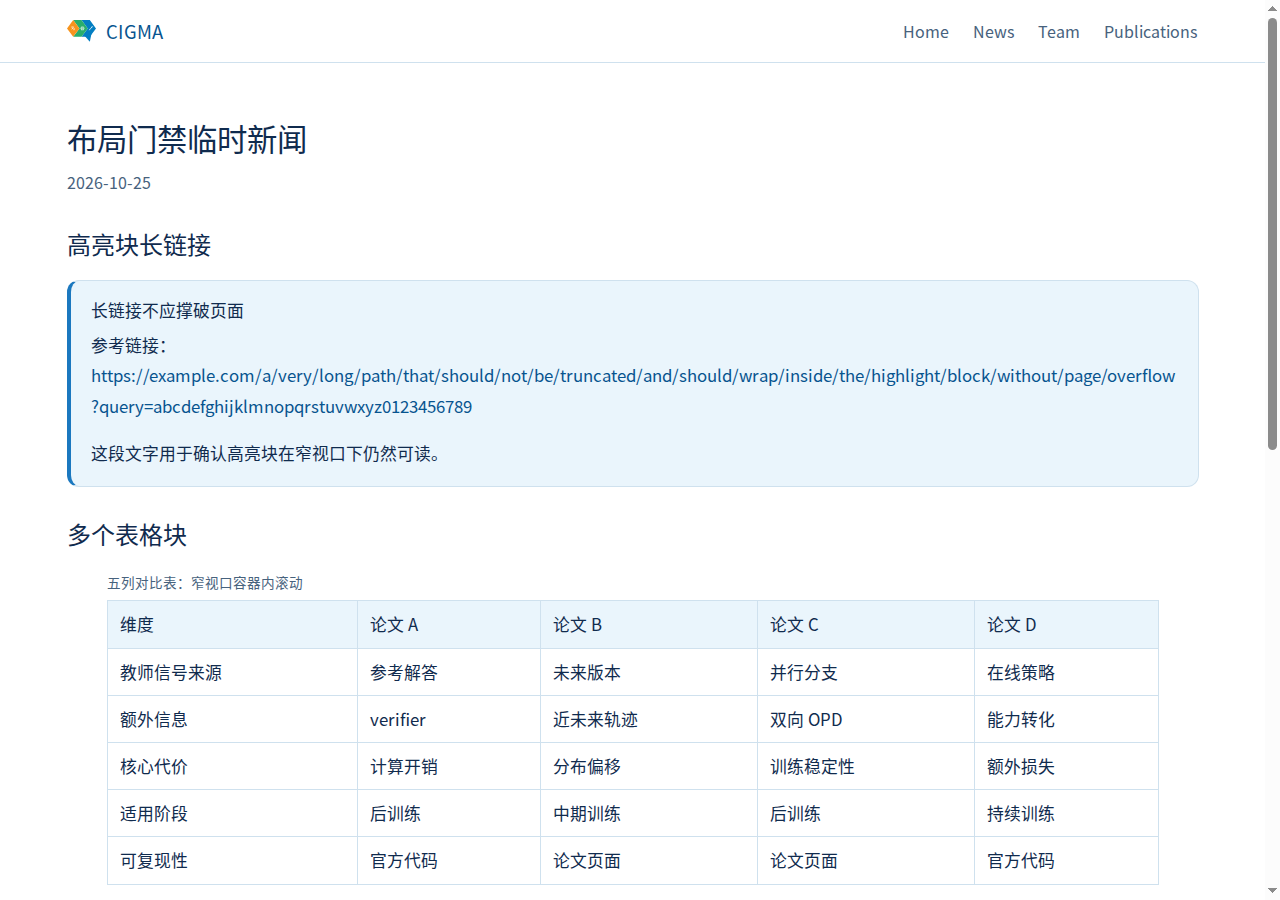 CIGMA
Home News Team Publications
布局门禁临时新闻
2026-10-25
高亮块长链接
长链接不应撑破页面
参考链接：
https://example.com/a/very/long/path/that/should/not/be/truncated/and/should/wrap/inside/the/highlight/block/without/page/overflow
?query=abcdefghijklmnopqrstuvwxyz0123456789
这段文字用于确认高亮块在窄视口下仍然可读。
多个表格块
五列对比表：窄视口容器内滚动
维度 论文 A 论文 B 论文 C 论文 D
教师信号来源 参考解答 未来版本 并行分支 在线策略
额外信息 verifier 近未来轨迹 双向 OPD 能力转化
核心代价 计算开销 分布偏移 训练稳定性 额外损失
适用阶段 后训练 中期训练 后训练 持续训练
可复现性 官方代码 论文页面 论文页面 官方代码